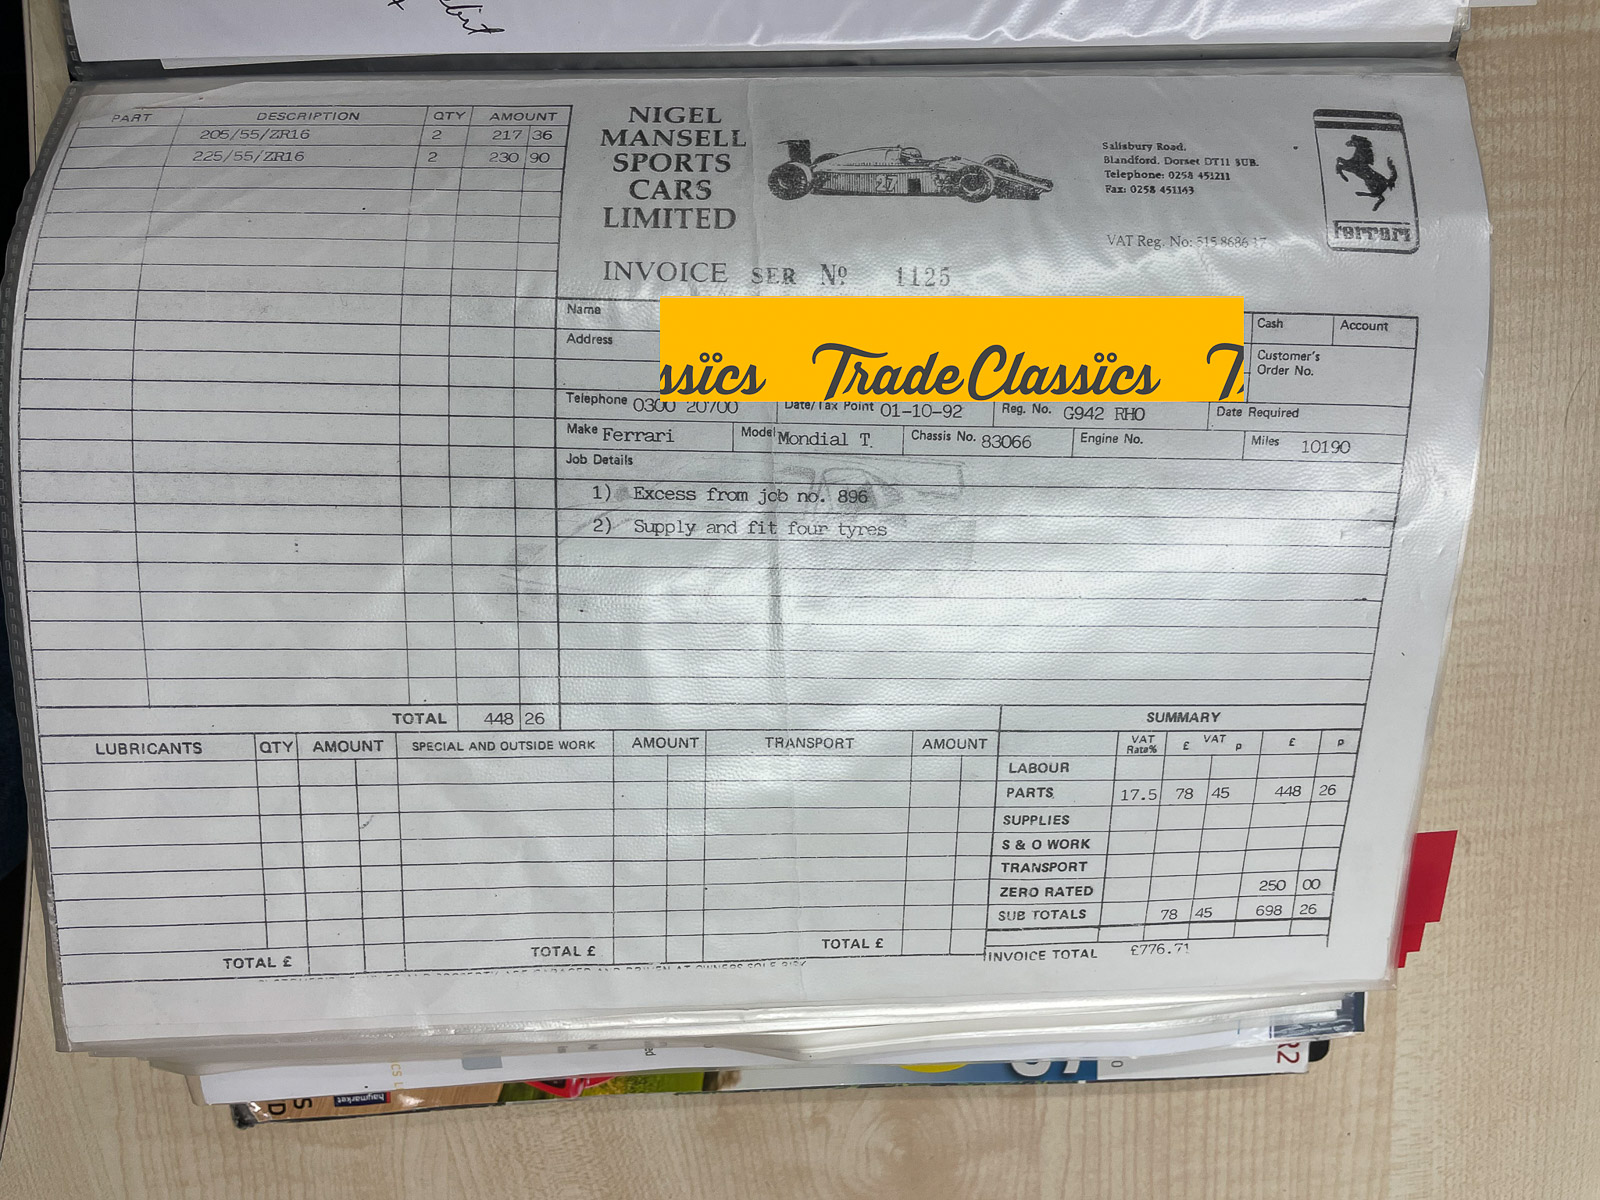 PART DESCRIPTION QTY AMOUNT
205/55/ZR16 2 217 36
225/55/ZR16 2 230 90
TOTAL 448 26
NIGEL
MANSELL
SPORTS
CARS
LIMITED
27
Salisbury Road,
Blandford, Dorset DT11 8UB.
Telephone: 0258 451211
Fax: 0258 451143
VAT Reg. No: 515 8686 17
Ferrari
INVOICE SER No 1125
Name
Address
ssïcs TradeClassïcs T
Cash Account
Customer's
Order No.
Telephone 0300 20700 Date/Tax Point 01-10-92 Reg. No. G942 RHO Date Required
Make Ferrari Model Mondial T. Chassis No. 83066 Engine No. Miles 10190
Job Details
1) Excess from job no. 896
2) Supply and fit four tyres
LUBRICANTS QTY AMOUNT SPECIAL AND OUTSIDE WORK AMOUNT TRANSPORT AMOUNT
TOTAL £ TOTAL £ TOTAL £
SUMMARY
VAT Rate% £ VAT p £ p
LABOUR
PARTS 17.5 78 45 448 26
SUPPLIES
S & O WORK
TRANSPORT
ZERO RATED 250 00
SUB TOTALS 78 45 698 26
INVOICE TOTAL £776.71
haymarket